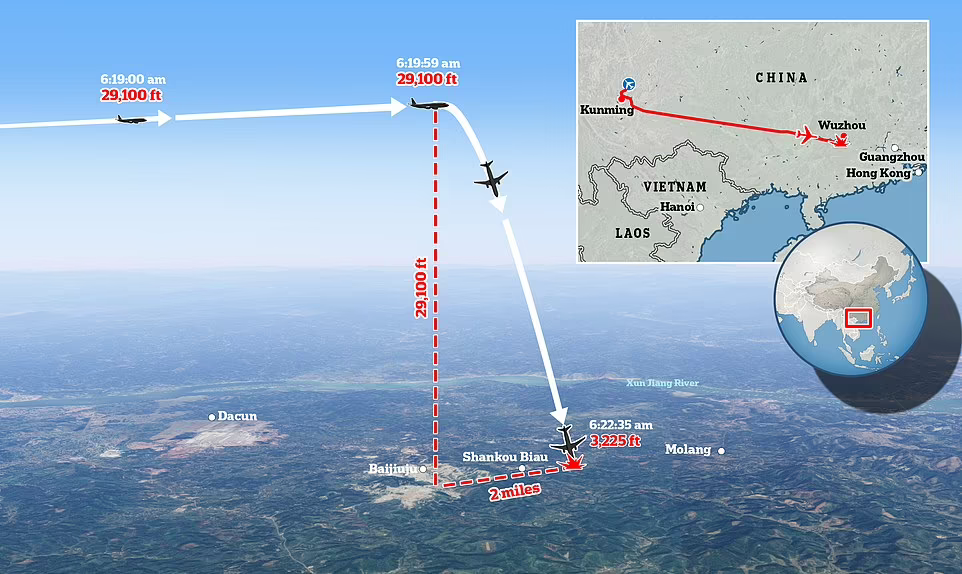 6:19:00 am
29,100 ft
6:19:59 am
29,100 ft
29,100 ft
6:22:35 am
3,225 ft
2 miles
Dacun
Baijiuju
Shankou Biau
Molang
Xun Jiang River
CHINA
Kunming
Wuzhou
Guangzhou
Hong Kong
VIETNAM
Hanoi
LAOS